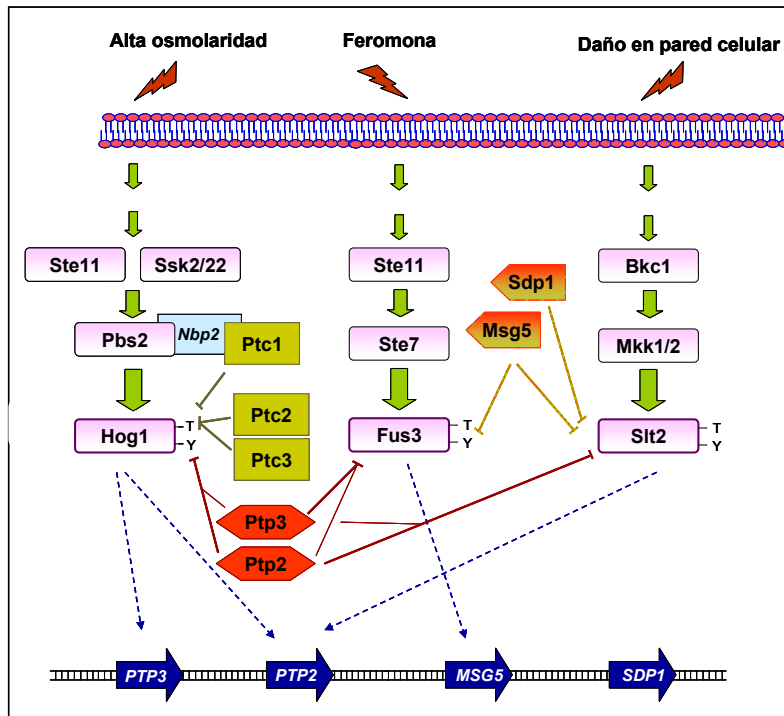 Alta osmolaridad
Feromona
Daño en pared celular
Ste11
Ssk2/22
Ste11
Bkc1
Sdp1
Pbs2
Nbp2
Ptc1
Ste7
Msg5
Mkk1/2
Hog1
T
Y
Ptc2
Ptc3
Fus3
T
Y
Slt2
T
Y
Ptp3
Ptp2
PTP3
PTP2
MSG5
SDP1